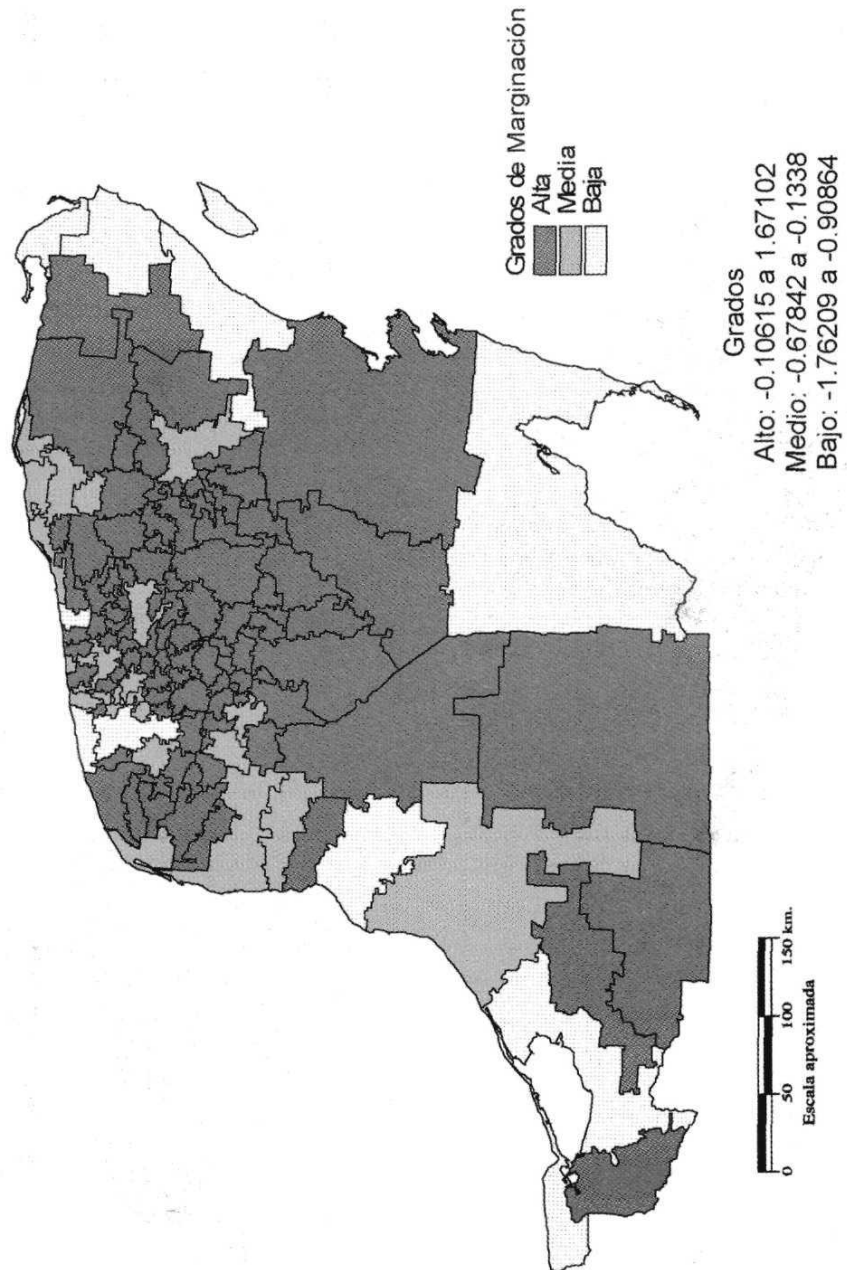 Grados de Marginación
Alta
Media
Baja
Grados
Alto: -0.10615 a 1.67102
Medio: -0.67842 a -0.1338
Bajo: -1.76209 a -0.90864
0 50 100 150 km.
Escala aproximada